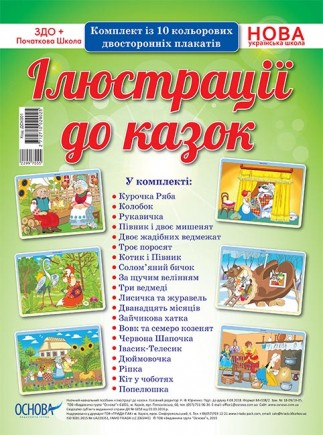 ЗДО +
Початкова Школа
Комплект із 10 кольорових
двосторонніх плакатів
НОВА
українська школа
Ілюстрації
до казок
У комплекті:
• Курочка Ряба
• Колобок
• Рукавичка
• Півник і двоє мишенят
• Двоє жадібних ведмежат
• Троє поросят
• Котик і Півник
• Солом'яний бичок
• За щучим велінням
• Три ведмеді
• Лисичка та журавель
• Дванадцять місяців
• Зайчикова хатка
• Вовк та семеро козенят
• Червона Шапочка
• Івасик-Телесик
• Дюймовочка
• Ріпка
• Кіт у чоботях
• Попелюшка
ОСНОВА